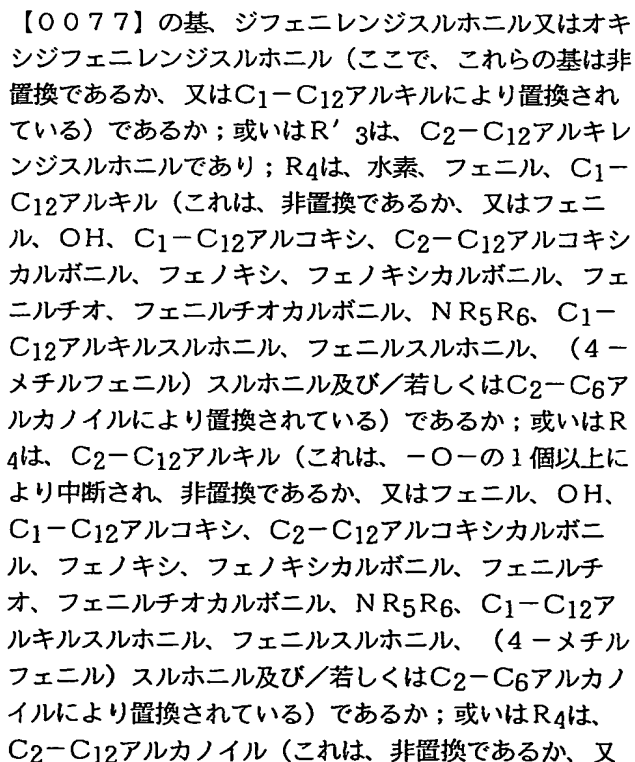 【0077】の基、ジフェニレンジスルホニル又はオキ
シジフェニレンジスルホニル(ここで、これらの基は非
置換であるか、又はC1-C12アルキルにより置換され
ている)であるか;或いはR' 3は、C2-C12アルキレ
ンジスルホニルであり;R4は、水素、フェニル、C1-
C12アルキル(これは、非置換であるか、又はフェニ
ル、OH、C1-C12アルコキシ、C2-C12アルコキシ
カルボニル、フェノキシ、フェノキシカルボニル、フェ
ニルチオ、フェニルチオカルボニル、NR5R6、C1-
C12アルキルスルホニル、フェニルスルホニル、(4-
メチルフェニル)スルホニル及び/若しくはC2-C6ア
ルカノイルにより置換されている)であるか;或いはR
4は、C2-C12アルキル(これは、-O-の1個以上に
より中断され、非置換であるか、又はフェニル、OH、
C1-C12アルコキシ、C2-C12アルコキシカルボニ
ル、フェノキシ、フェノキシカルボニル、フェニルチ
オ、フェニルチオカルボニル、NR5R6、C1-C12ア
ルキルスルホニル、フェニルスルホニル、(4-メチル
フェニル)スルホニル及び/若しくはC2-C6アルカノ
イルにより置換されている)であるか;或いはR4は、
C2-C12アルカノイル(これは、非置換であるか、又